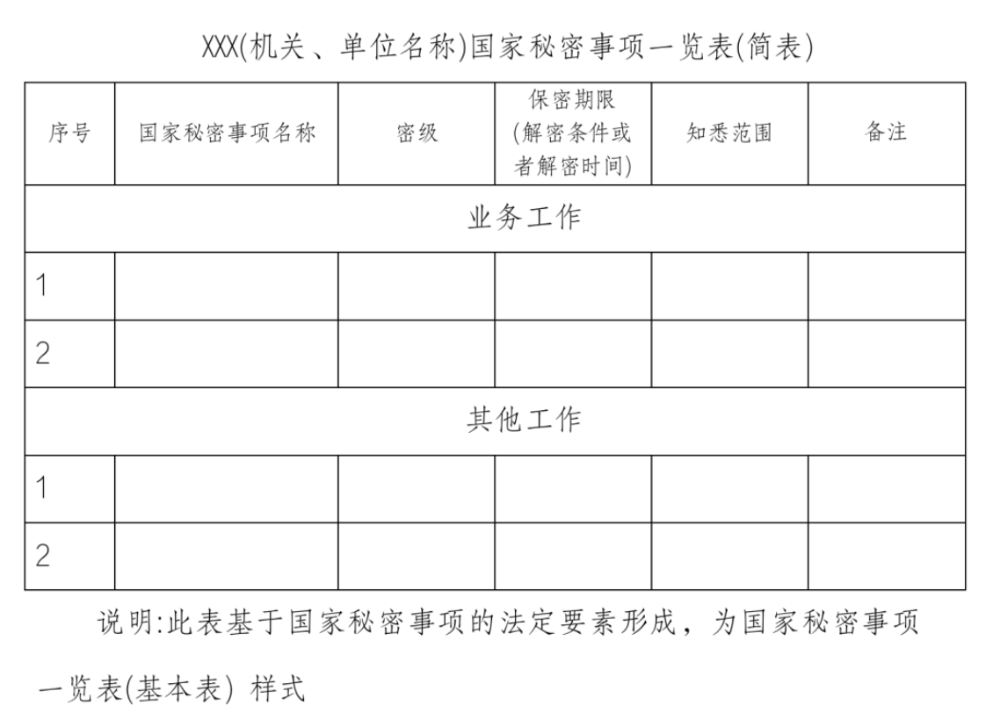 XXX(机关、单位名称)国家秘密事项一览表(简表)
序号 国家秘密事项名称 密级 保密期限 知悉范围 备注
(解密条件或
者解密时间)
业务工作
1
2
其他工作
1
2
说明:此表基于国家秘密事项的法定要素形成，为国家秘密事项
一览表(基本表) 样式